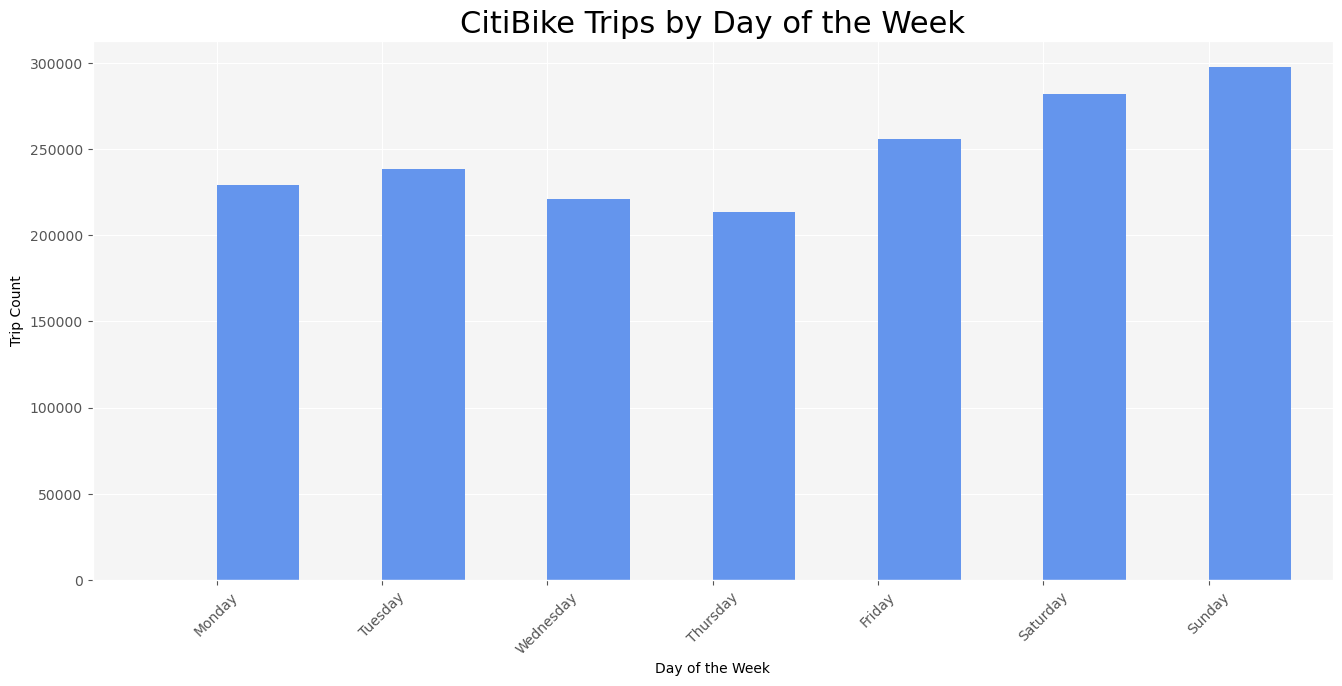 CitiBike Trips by Day of the Week
300000
250000
200000
150000
100000
50000
0
Trip Count
Monday
Tuesday
Wednesday
Thursday
Friday
Saturday
Sunday
Day of the Week